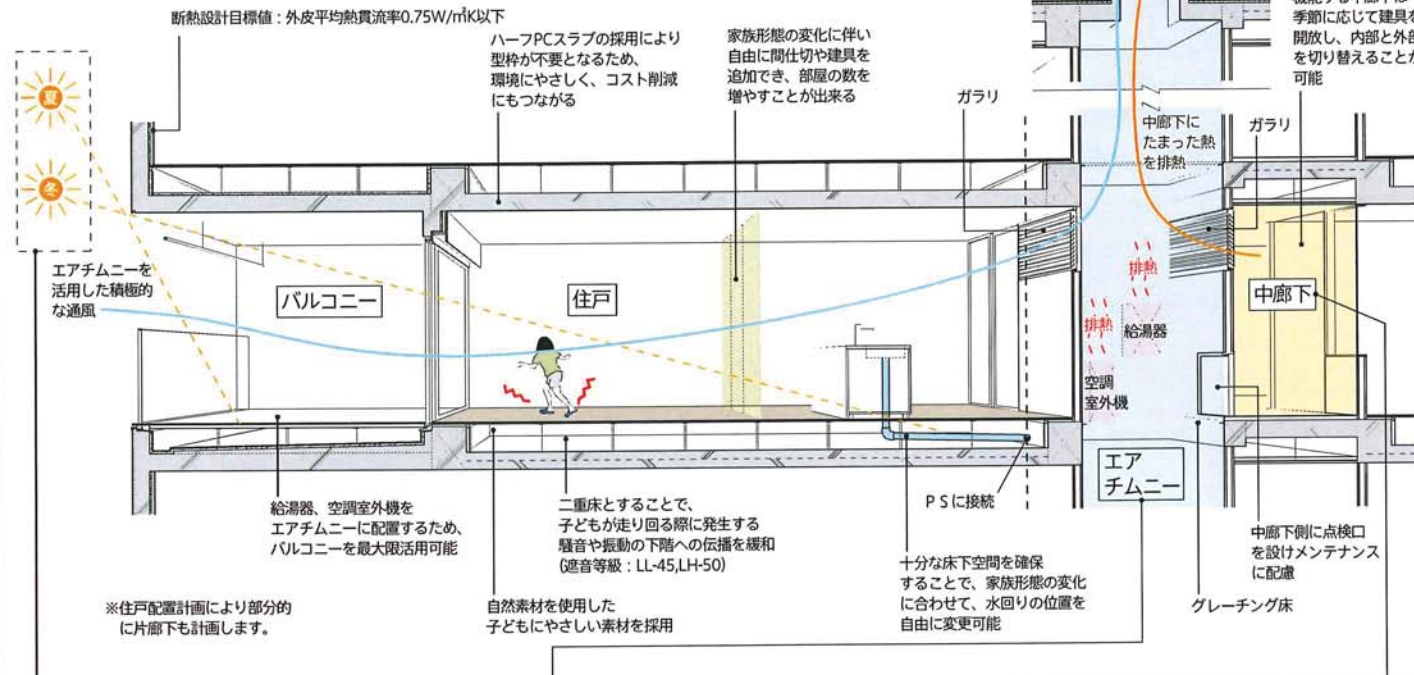 断熱設計目標値：外皮平均熱貫流率0.75W/㎡K以下
ハーフPCスラブの採用により
型枠が不要となるため、
環境にやさしく、コスト削減
にもつながる
家族形態の変化に伴い
自由に間仕切や建具を
追加でき、部屋の数を
増やすことが出来る
季節に応じて建具を
開放し、内部と外部
を切り替えることが
可能
ガラリ
中廊下に
たまった熱
を排熱
ガラリ
夏
冬
エアチムニーを
活用した積極的
な通風
バルコニー
住戸
排熱
排熱
給湯器
空調
室外機
中廊下
エア
チムニー
給湯器、空調室外機を
エアチムニーに配置するため、
バルコニーを最大限活用可能
二重床とすることで、
子どもが走り回る際に発生する
騒音や振動の下階への伝播を緩和
(遮音等級：LL-45,LH-50)
PSに接続
十分な床下空間を確保
することで、家族形態の変化
に合わせて、水回りの位置を
自由に変更可能
中廊下側に点検口
を設けメンテナンス
に配慮
グレーチング床
自然素材を使用した
子どもにやさしい素材を採用
※住戸配置計画により部分的
に片廊下も計画します。